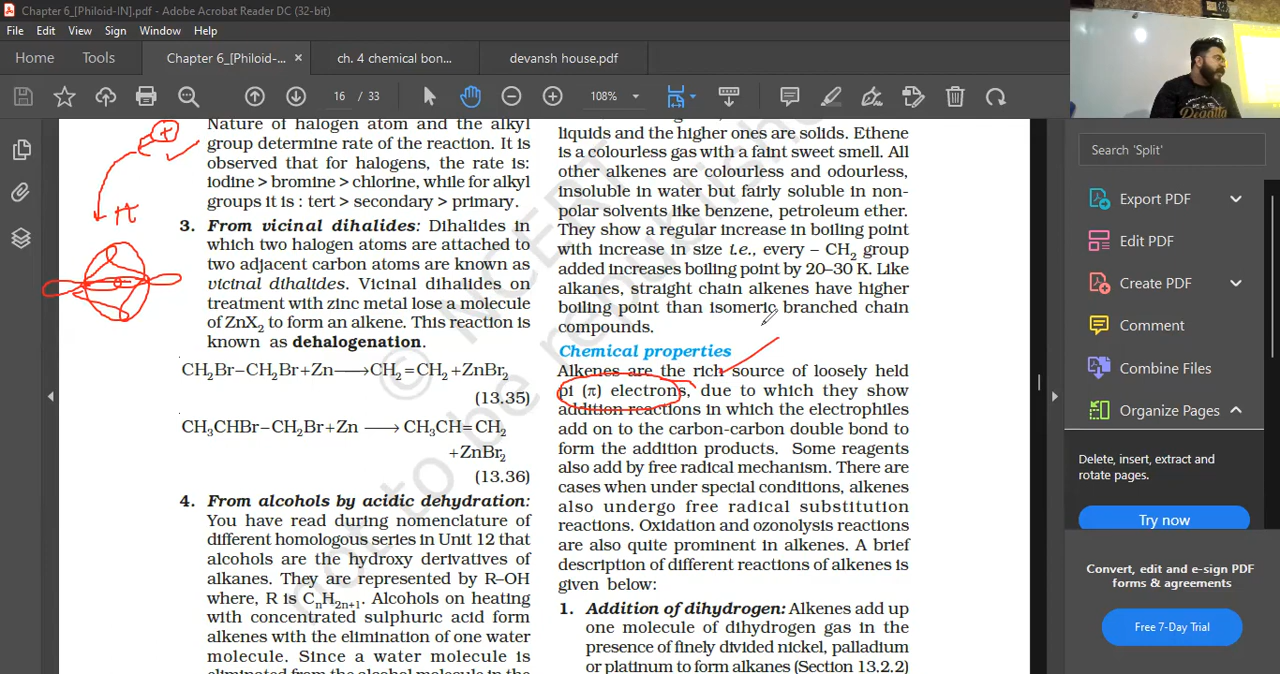 Chapter 6_[Philoid-IN].pdf - Adobe Acrobat Reader DC (32-bit)
File Edit View Sign Window Help
Home Tools Chapter 6_[Philoid-... × ch. 4 chemical bon... devansh house.pdf
16 / 33 108%
Nature of halogen atom and the alkyl
group determine rate of the reaction. It is
observed that for halogens, the rate is:
iodine > bromine > chlorine, while for alkyl
groups it is : tert > secondary > primary.
+
π
3. From vicinal dihalides: Dihalides in
which two halogen atoms are attached to
two adjacent carbon atoms are known as
vicinal dihalides. Vicinal dihalides on
treatment with zinc metal lose a molecule
of ZnX₂ to form an alkene. This reaction is
known as dehalogenation.
CH₂Br–CH₂Br+Zn⟶CH₂=CH₂+ZnBr₂
(13.35)
CH₃CHBr–CH₂Br+Zn ⟶ CH₃CH=CH₂
+ZnBr₂
(13.36)
4. From alcohols by acidic dehydration:
You have read during nomenclature of
different homologous series in Unit 12 that
alcohols are the hydroxy derivatives of
alkanes. They are represented by R–OH
where, R is CₙH₂ₙ₊₁. Alcohols on heating
with concentrated sulphuric acid form
alkenes with the elimination of one water
molecule. Since a water molecule is
eliminated from the alcohol molecule in the
liquids and the higher ones are solids. Ethene
is a colourless gas with a faint sweet smell. All
other alkenes are colourless and odourless,
insoluble in water but fairly soluble in non-
polar solvents like benzene, petroleum ether.
They show a regular increase in boiling point
with increase in size i.e., every – CH₂ group
added increases boiling point by 20–30 K. Like
alkanes, straight chain alkenes have higher
boiling point than isomeric branched chain
compounds.
Chemical properties
Alkenes are the rich source of loosely held
pi (π) electrons, due to which they show
addition reactions in which the electrophiles
add on to the carbon-carbon double bond to
form the addition products. Some reagents
also add by free radical mechanism. There are
cases when under special conditions, alkenes
also undergo free radical substitution
reactions. Oxidation and ozonolysis reactions
are also quite prominent in alkenes. A brief
description of different reactions of alkenes is
given below:
1. Addition of dihydrogen: Alkenes add up
one molecule of dihydrogen gas in the
presence of finely divided nickel, palladium
or platinum to form alkanes (Section 13.2.2)
© NCERT
not to be republished
Search 'Split'
Export PDF
Edit PDF
Create PDF
Comment
Combine Files
Organize Pages
Delete, insert, extract and
rotate pages.
Try now
Convert, edit and e-sign PDF
forms & agreements
Free 7-Day Trial